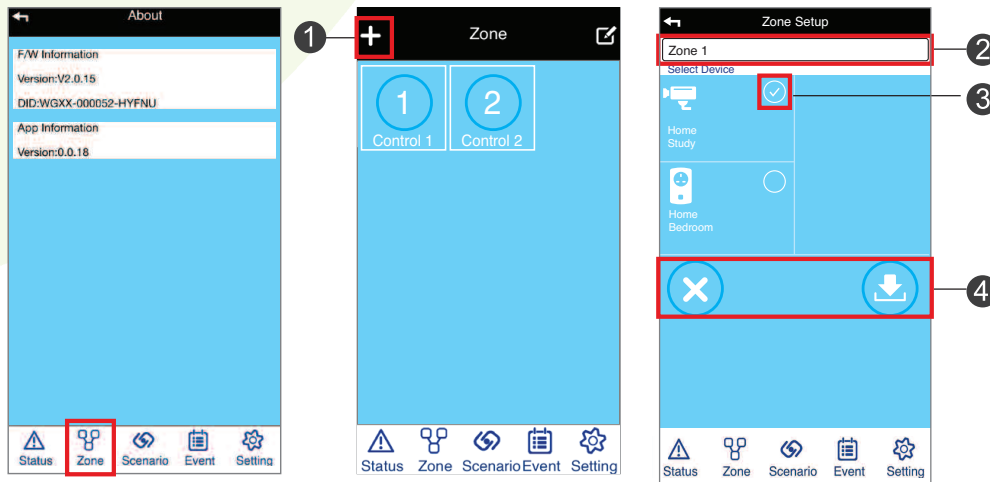 About
F/W Information
Version:V2.0.15
DID:WGXX-000052-HYFNU
App Information
Version:0.0.18
Status Zone Scenario Event Setting
1
Zone
1 2
Control 1 Control 2
Status Zone Scenario Event Setting
Zone Setup
Zone 1
2
Select Device
3
Home
Study
Home
Bedroom
4
Status Zone Scenario Event Setting